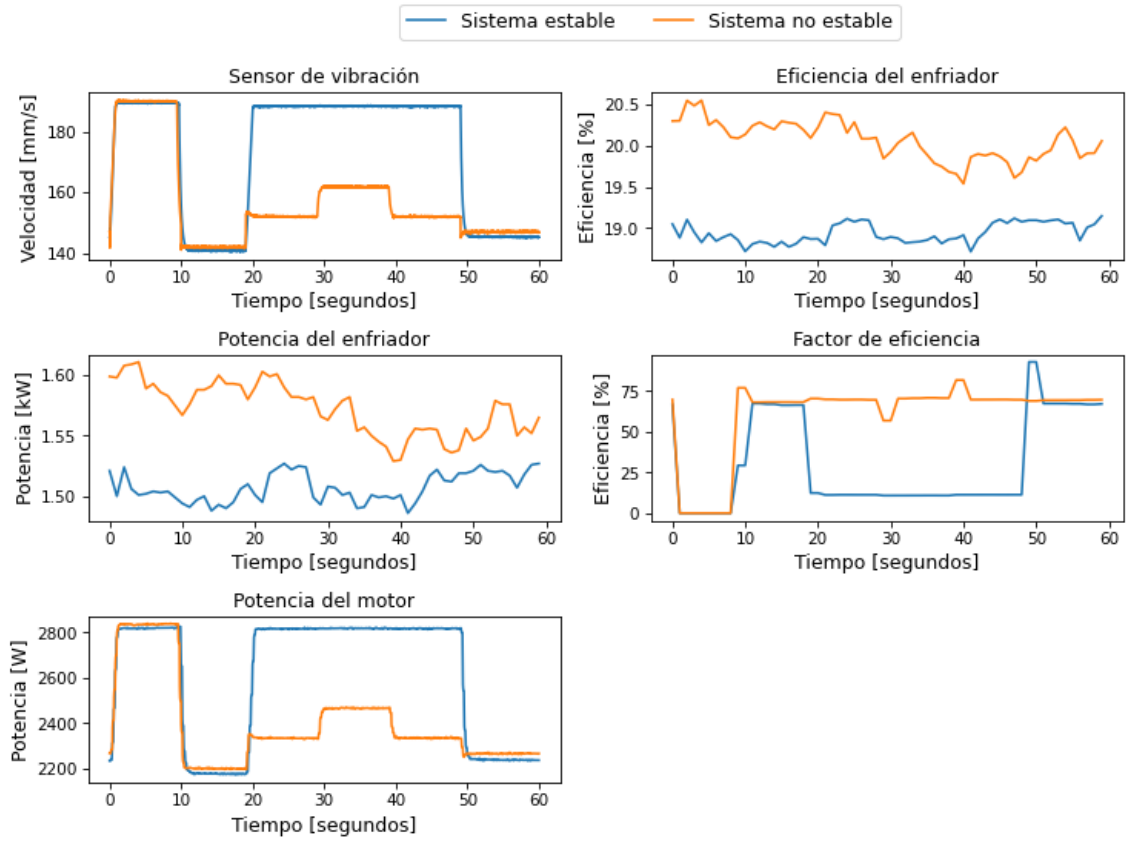 Sistema estable Sistema no estable
Sensor de vibración
Velocidad [mm/s]
180
160
140
0 10 20 30 40 50 60
Tiempo [segundos]
Eficiencia del enfriador
Eficiencia [%]
20.5
20.0
19.5
19.0
0 10 20 30 40 50 60
Tiempo [segundos]
Potencia del enfriador
Potencia [kW]
1.60
1.55
1.50
0 10 20 30 40 50 60
Tiempo [segundos]
Factor de eficiencia
Eficiencia [%]
75
50
25
0
0 10 20 30 40 50 60
Tiempo [segundos]
Potencia del motor
Potencia [W]
2800
2600
2400
2200
0 10 20 30 40 50 60
Tiempo [segundos]